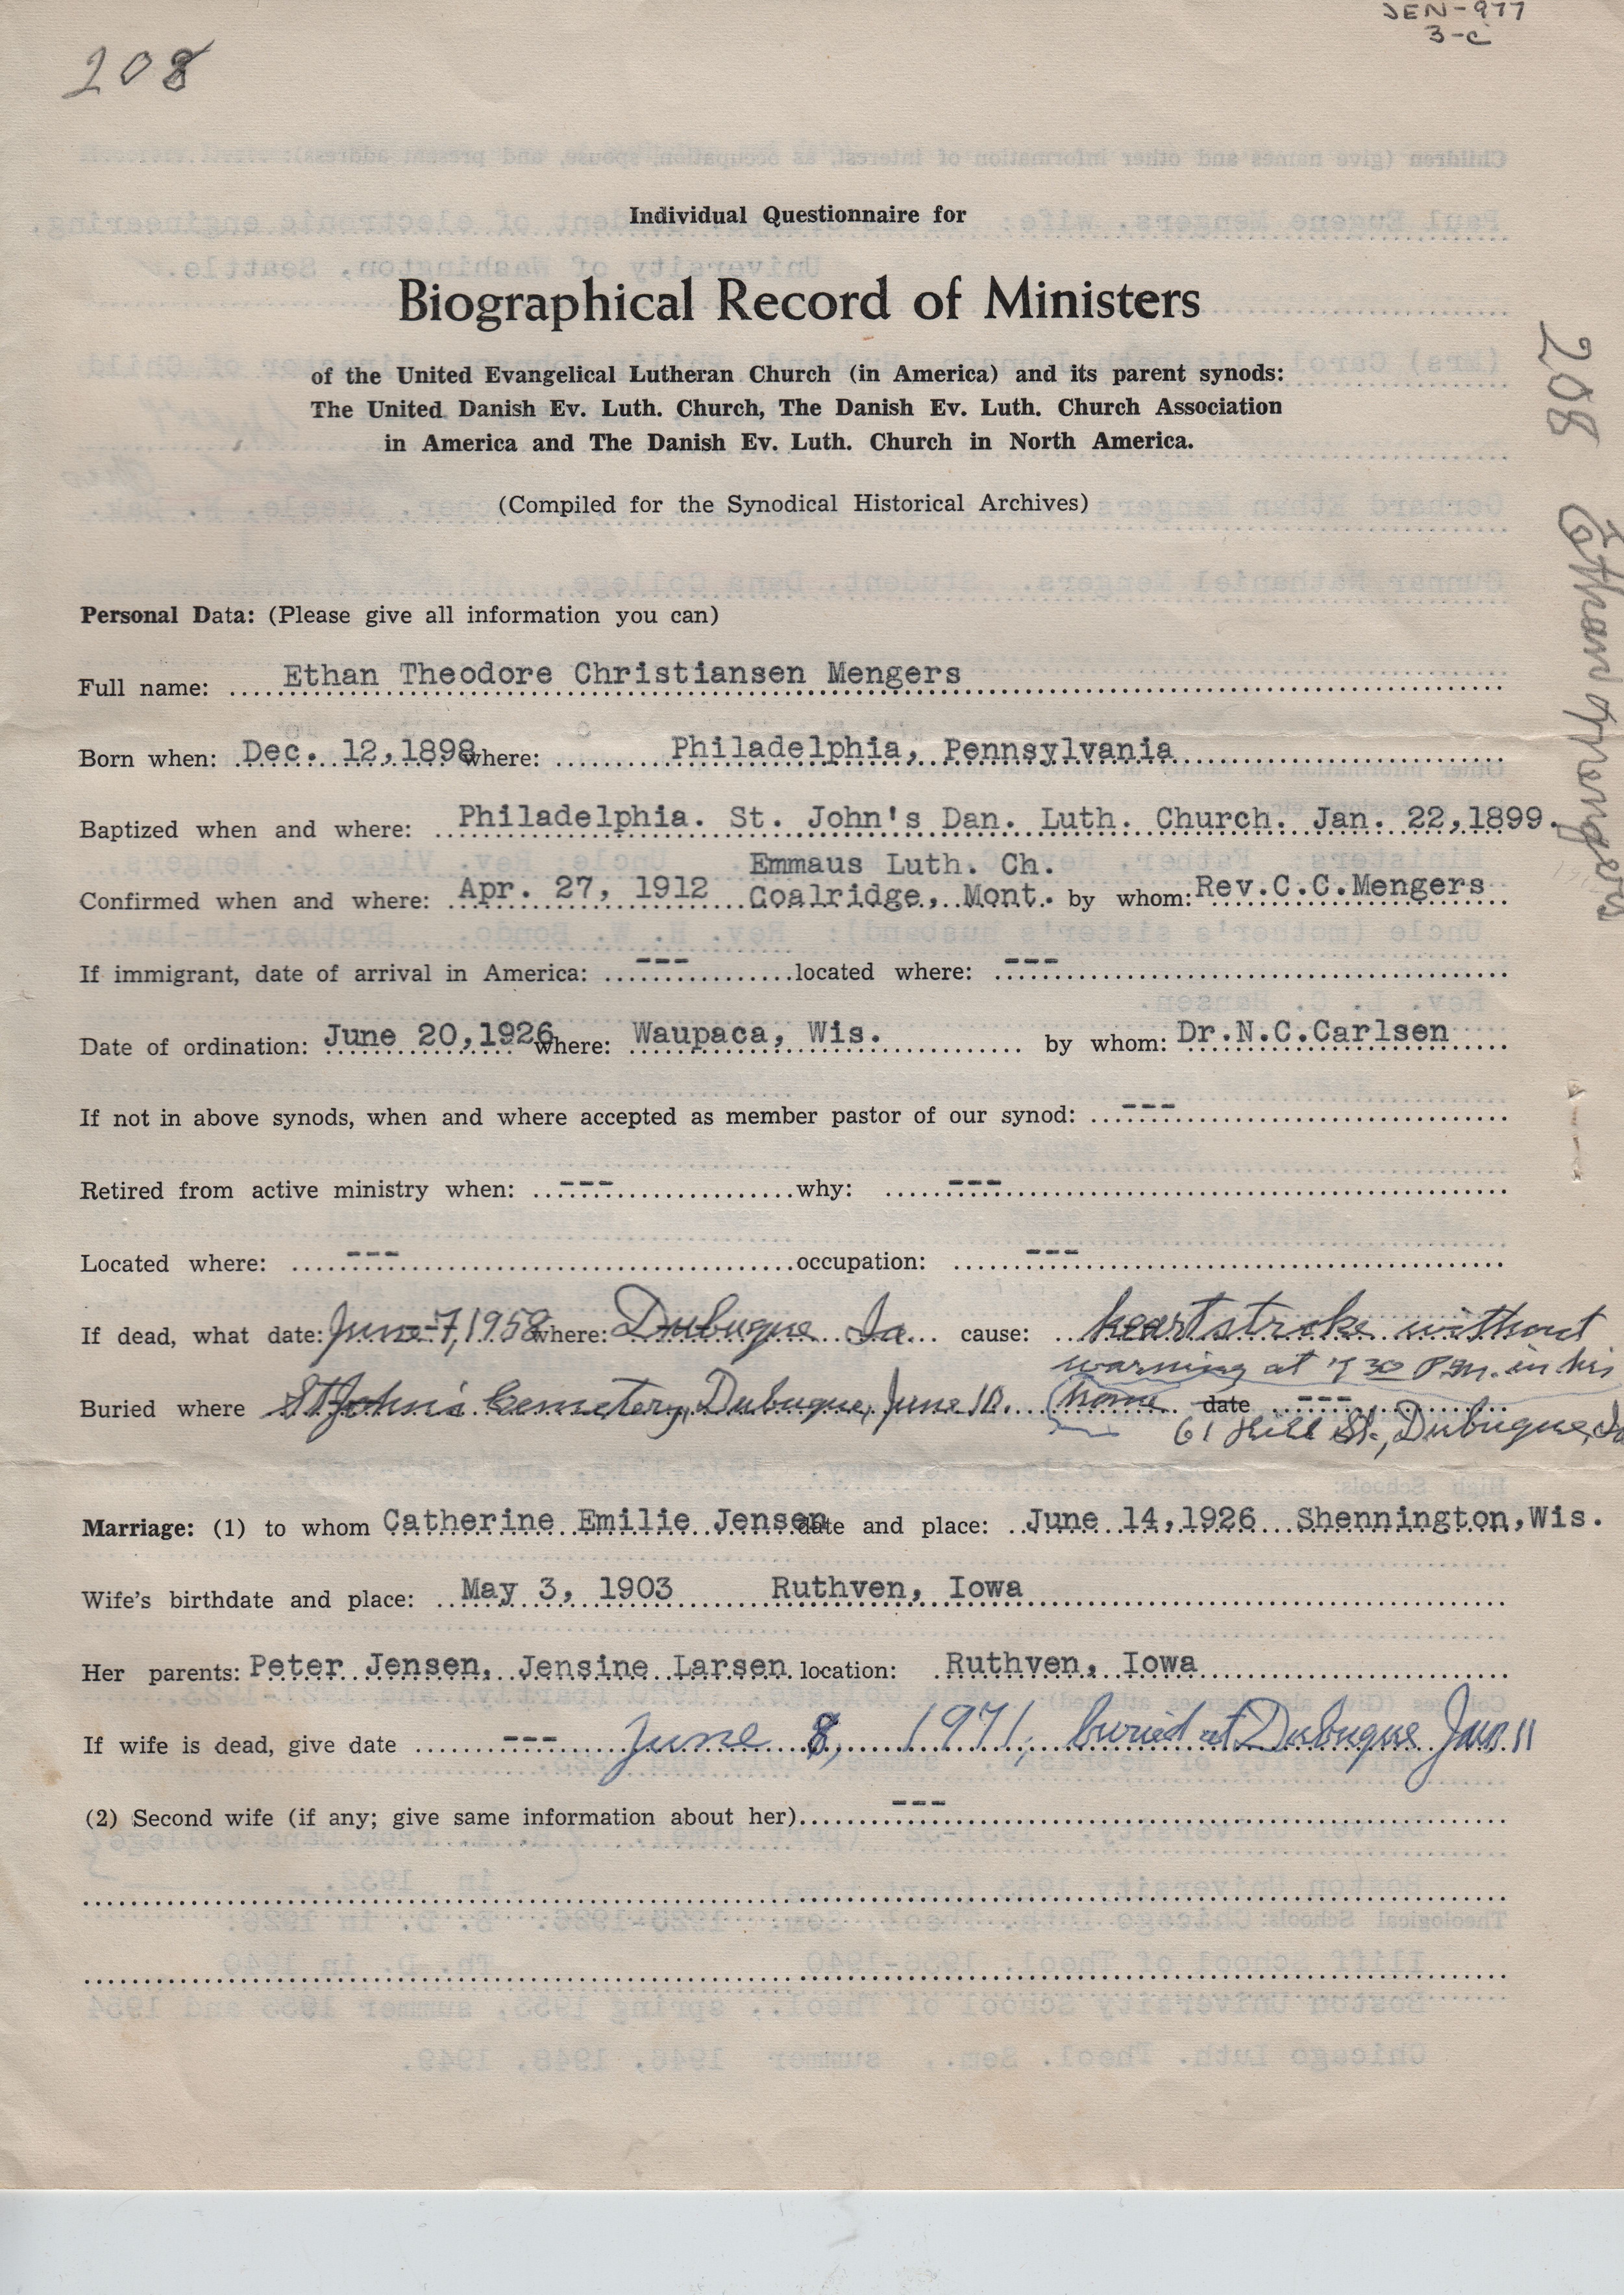 JEN-977
3-C
208
Individual Questionnaire for
Biographical Record of Ministers
of the United Evangelical Lutheran Church (in America) and its parent synods:
The United Danish Ev. Luth. Church, The Danish Ev. Luth. Church Association
in America and The Danish Ev. Luth. Church in North America.
(Compiled for the Synodical Historical Archives)
208 Ethan Mengers
Personal Data: (Please give all information you can)
Full name: Ethan Theodore Christiansen Mengers
Born when: Dec. 12,1898 where: Philadelphia, Pennsylvania
Baptized when and where: Philadelphia. St. John's Dan. Luth. Church. Jan. 22,1899.
Emmaus Luth. Ch.
Confirmed when and where: Apr. 27, 1912 Coalridge, Mont. by whom: Rev.C.C.Mengers
If immigrant, date of arrival in America: --- located where: ---
Date of ordination: June 20,1926 where: Waupaca, Wis. by whom: Dr.N.C.Carlsen
If not in above synods, when and where accepted as member pastor of our synod: ---
Retired from active ministry when: --- why: ---
Located where: --- occupation: ---
If dead, what date: June 7, 1958 where: Dubuque Ia. cause: heartstroke without
warning at 7 30 P.M. in his
Buried where St John's Cemetery, Dubuque, June 10. home date ---
61 Hill St., Dubuque, Ia
Marriage: (1) to whom Catherine Emilie Jensen date and place: June 14,1926 Shennington,Wis.
Wife's birthdate and place: May 3, 1903 Ruthven, Iowa
Her parents: Peter Jensen, Jensine Larsen location: Ruthven, Iowa
If wife is dead, give date --- June 8, 1971, buried at Dubuque Jun 11
(2) Second wife (if any; give same information about her) ---